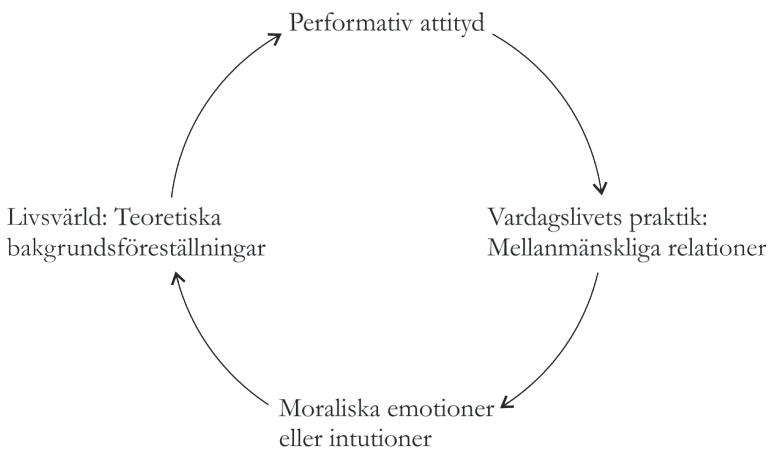 Performativ attityd
Livsvärld: Teoretiska
bakgrundsföreställningar
Vardagslivets praktik:
Mellanmänskliga relationer
Moraliska emotioner
eller intutioner